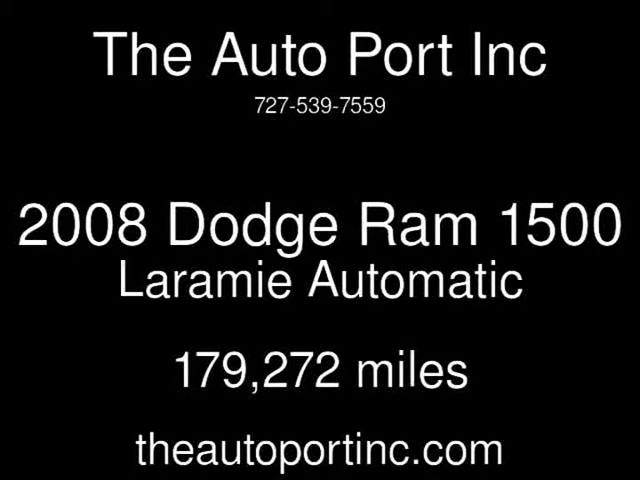 The Auto Port Inc
727-539-7559
2008 Dodge Ram 1500
Laramie Automatic
179,272 miles
theautoportinc.com